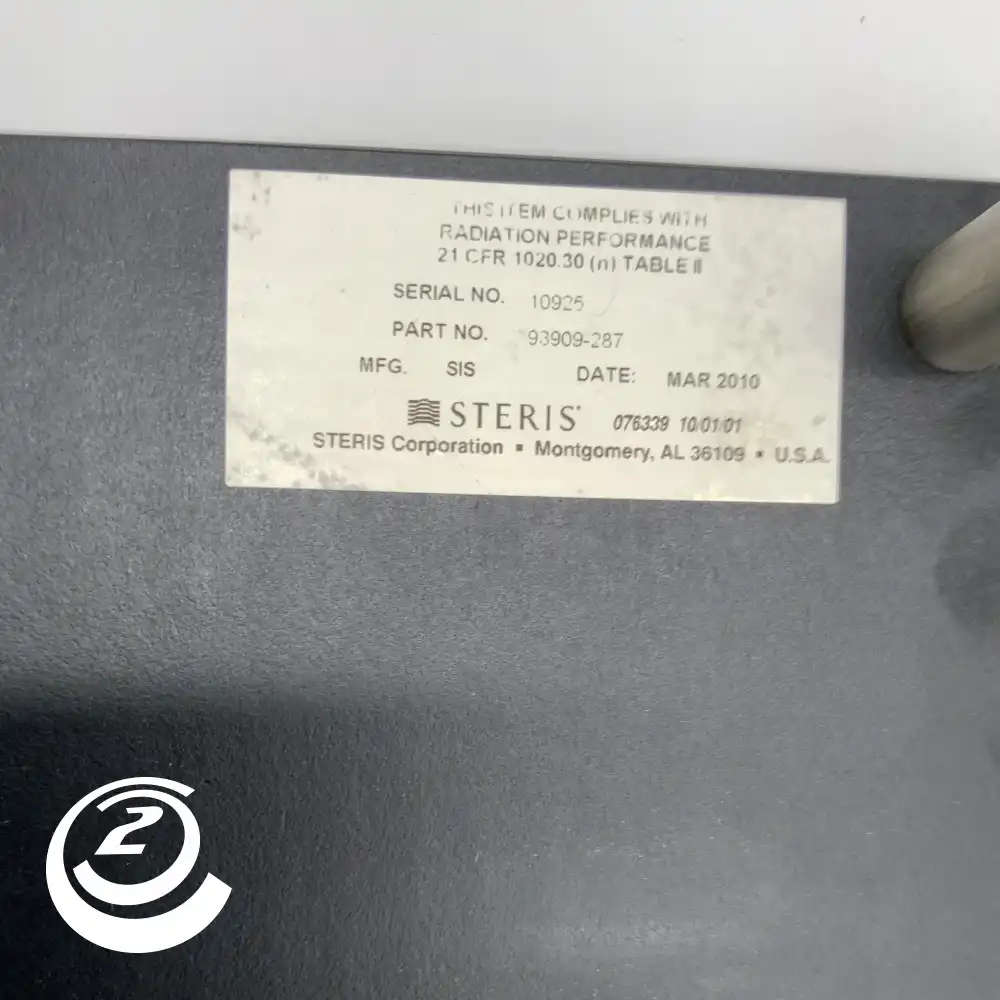 THIS ITEM COMPLIES WITH
RADIATION PERFORMANCE
21 CFR 1020.30 (n) TABLE II
SERIAL NO. 10925
PART NO. 93909-287
MFG. SIS DATE: MAR 2010
STERIS® 076339 10/01/01
STERIS Corporation ▪ Montgomery, AL 36109 ▪ U.S.A.
2